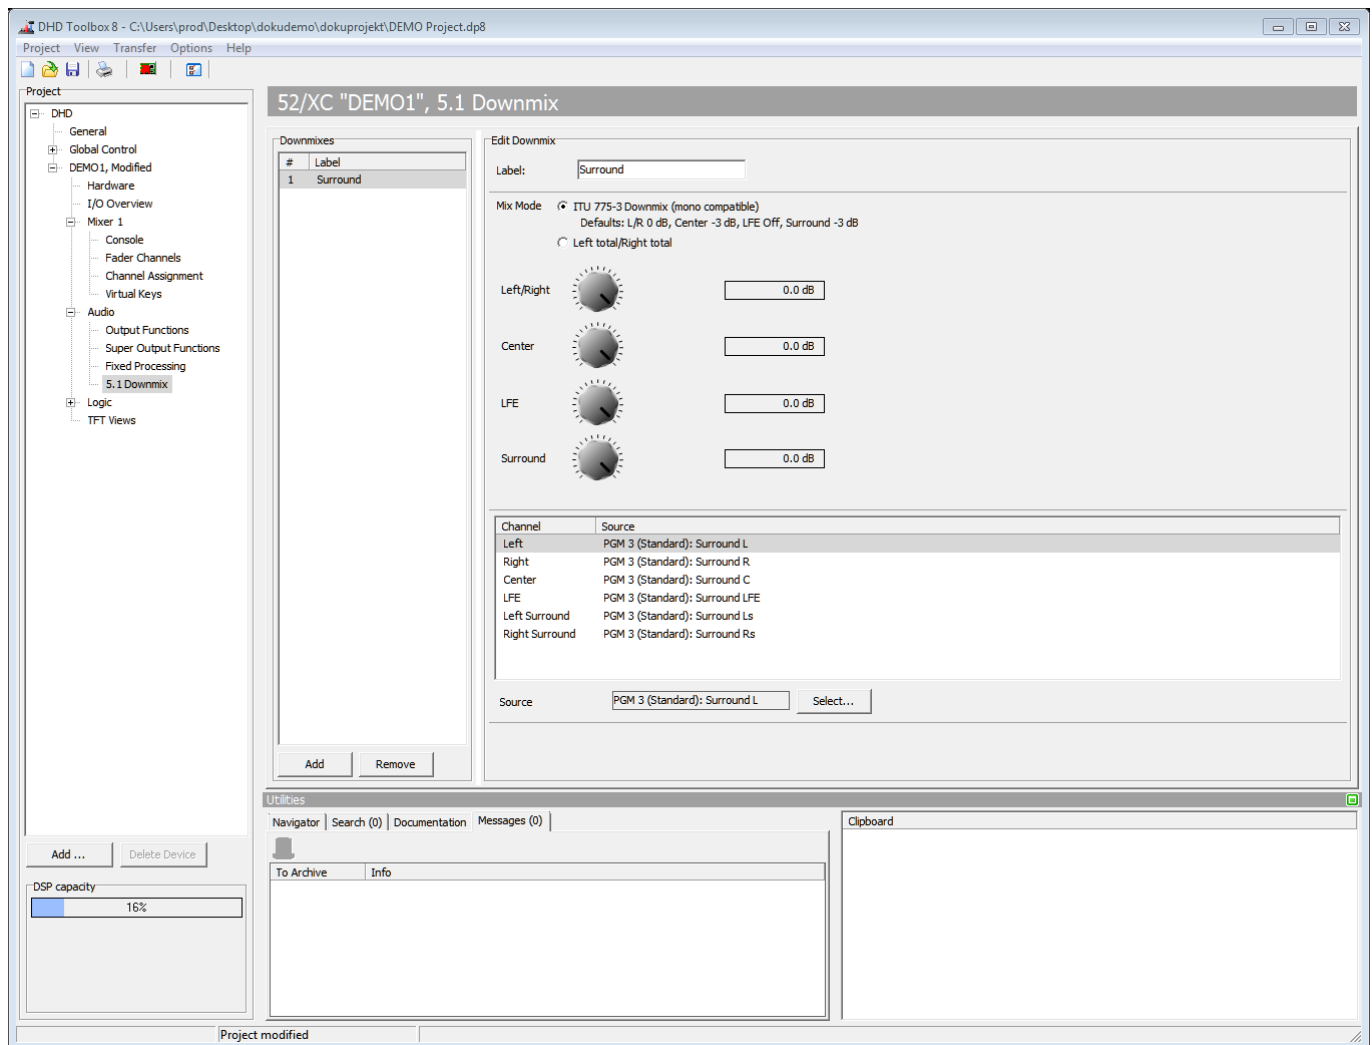 DHD Toolbox 8 - C:\Users\prod\Desktop\dokudemo\dokuprojekt\DEMO Project.dp8
Project View Transfer Options Help
Project
DHD
General
Global Control
DEMO1, Modified
Hardware
I/O Overview
Mixer 1
Console
Fader Channels
Channel Assignment
Virtual Keys
Audio
Output Functions
Super Output Functions
Fixed Processing
5.1 Downmix
Logic
TFT Views
Add ...
Delete Device
DSP capacity
16%
52/XC "DEMO1", 5.1 Downmix
Downmixes
# Label
1 Surround
Add
Remove
Edit Downmix
Label: Surround
Mix Mode ITU 775-3 Downmix (mono compatible)
Defaults: L/R 0 dB, Center -3 dB, LFE Off, Surround -3 dB
Left total/Right total
Left/Right 0.0 dB
Center 0.0 dB
LFE 0.0 dB
Surround 0.0 dB
Channel Source
Left PGM 3 (Standard): Surround L
Right PGM 3 (Standard): Surround R
Center PGM 3 (Standard): Surround C
LFE PGM 3 (Standard): Surround LFE
Left Surround PGM 3 (Standard): Surround Ls
Right Surround PGM 3 (Standard): Surround Rs
Source PGM 3 (Standard): Surround L Select...
Utilities
Navigator Search (0) Documentation Messages (0)
To Archive Info
Clipboard
Project modified